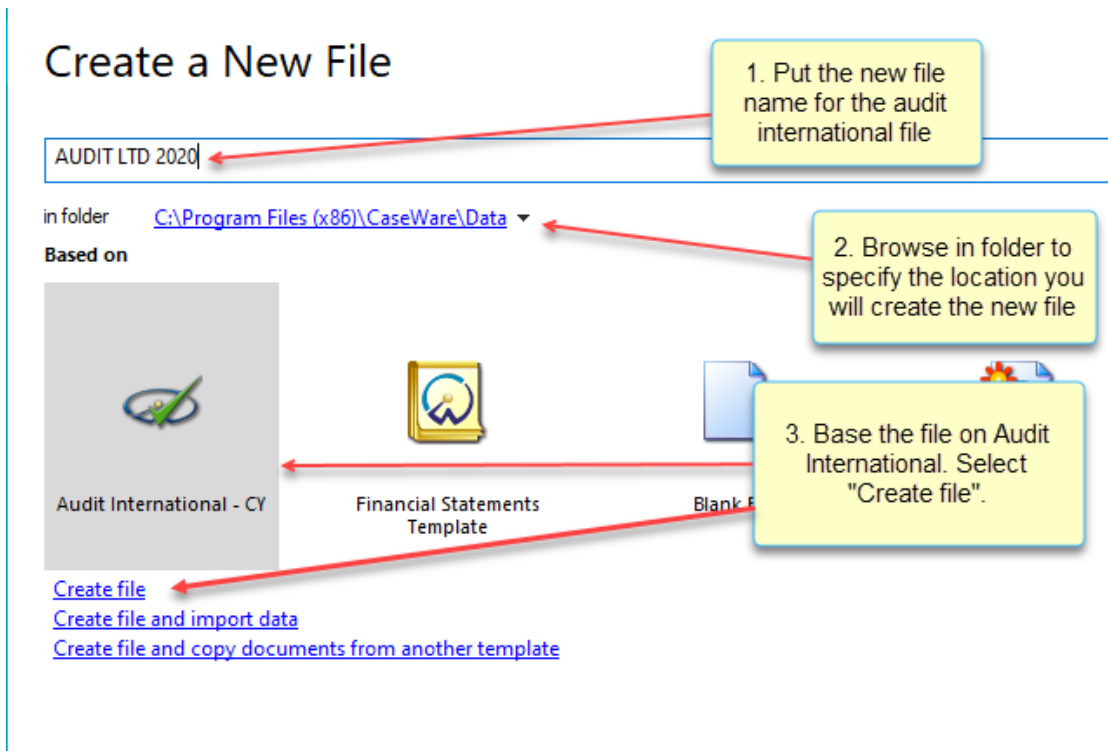 Create a New File
1. Put the new file
name for the audit
international file
AUDIT LTD 2020
in folder C:\Program Files (x86)\CaseWare\Data
2. Browse in folder to
specify the location you
will create the new file
Based on
3. Base the file on Audit
International. Select
"Create file".
Audit International - CY
Financial Statements
Template
Blank
Create file
Create file and import data
Create file and copy documents from another template